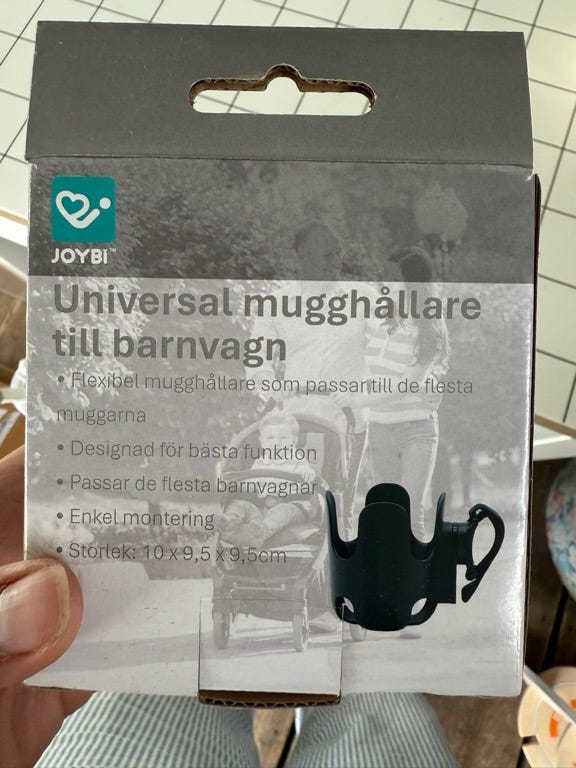 JOYBi™
Universal mugghållare
till barnvagn
• Flexibel mugghållare som passar till de flesta
muggarna
• Designad för bästa funktion
• Passar de flesta barnvagnar
• Enkel montering
• Storlek: 10 x 9,5 x 9,5cm